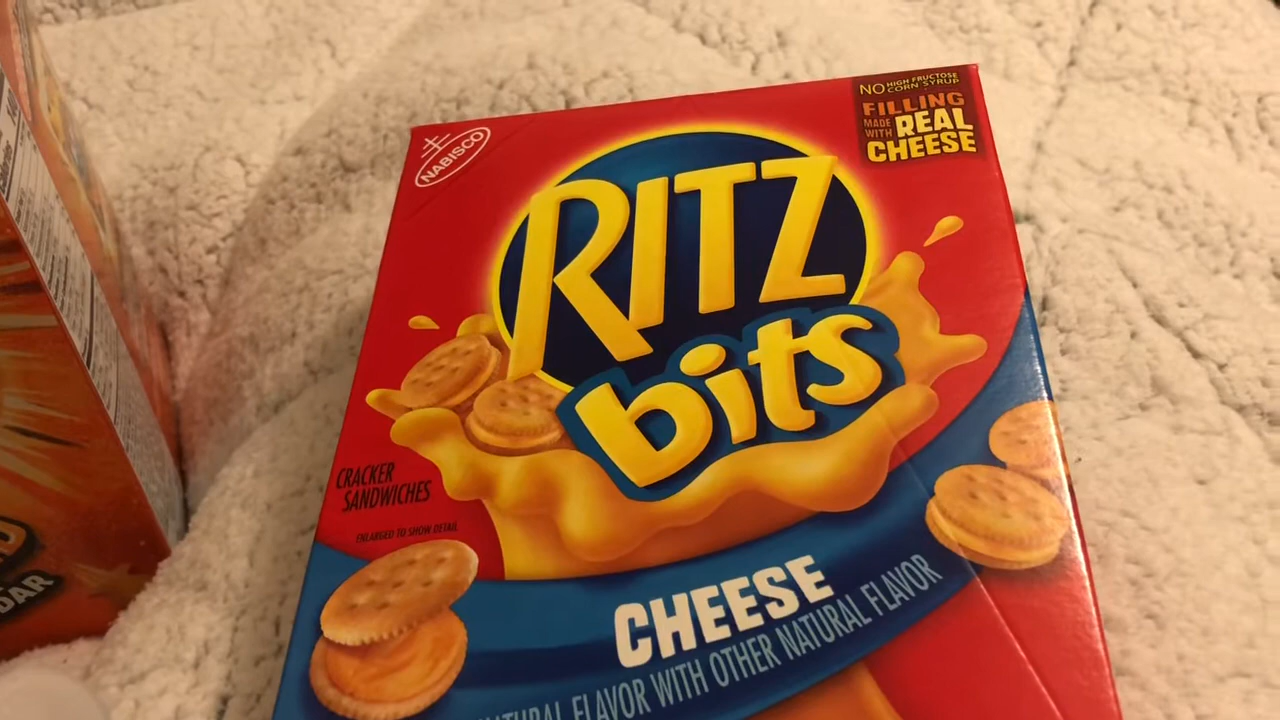 NABISCO
NO HIGH FRUCTOSE
CORN SYRUP
FILLING
MADE
WITH REAL
CHEESE
RITZ
bits
CRACKER
SANDWICHES
ENLARGED TO SHOW DETAIL
CHEESE
FLAVOR WITH OTHER NATURAL FLAVOR